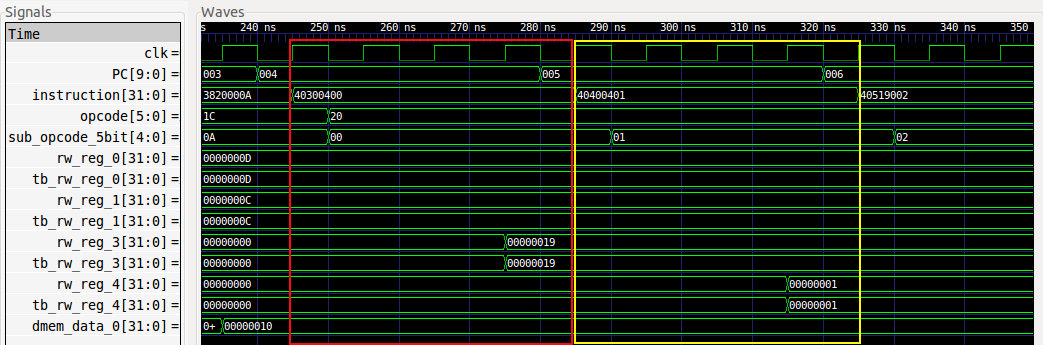 Signals
Waves
Time
s 240 ns 250 ns 260 ns 270 ns 280 ns 290 ns 300 ns 310 ns 320 ns 330 ns 340 ns 350
clk =
PC[9:0] = 003 004 005 006
instruction[31:0] = 3820000A 40300400 40400401 40519002
opcode[5:0] = 1C 20
sub_opcode_5bit[4:0] = 0A 00 01 02
rw_reg_0[31:0] = 0000000D
tb_rw_reg_0[31:0] = 0000000D
rw_reg_1[31:0] = 0000000C
tb_rw_reg_1[31:0] = 0000000C
rw_reg_3[31:0] = 00000000 00000019
tb_rw_reg_3[31:0] = 00000000 00000019
rw_reg_4[31:0] = 00000000 00000001
tb_rw_reg_4[31:0] = 00000000 00000001
dmem_data_0[31:0] = 0+ 00000010